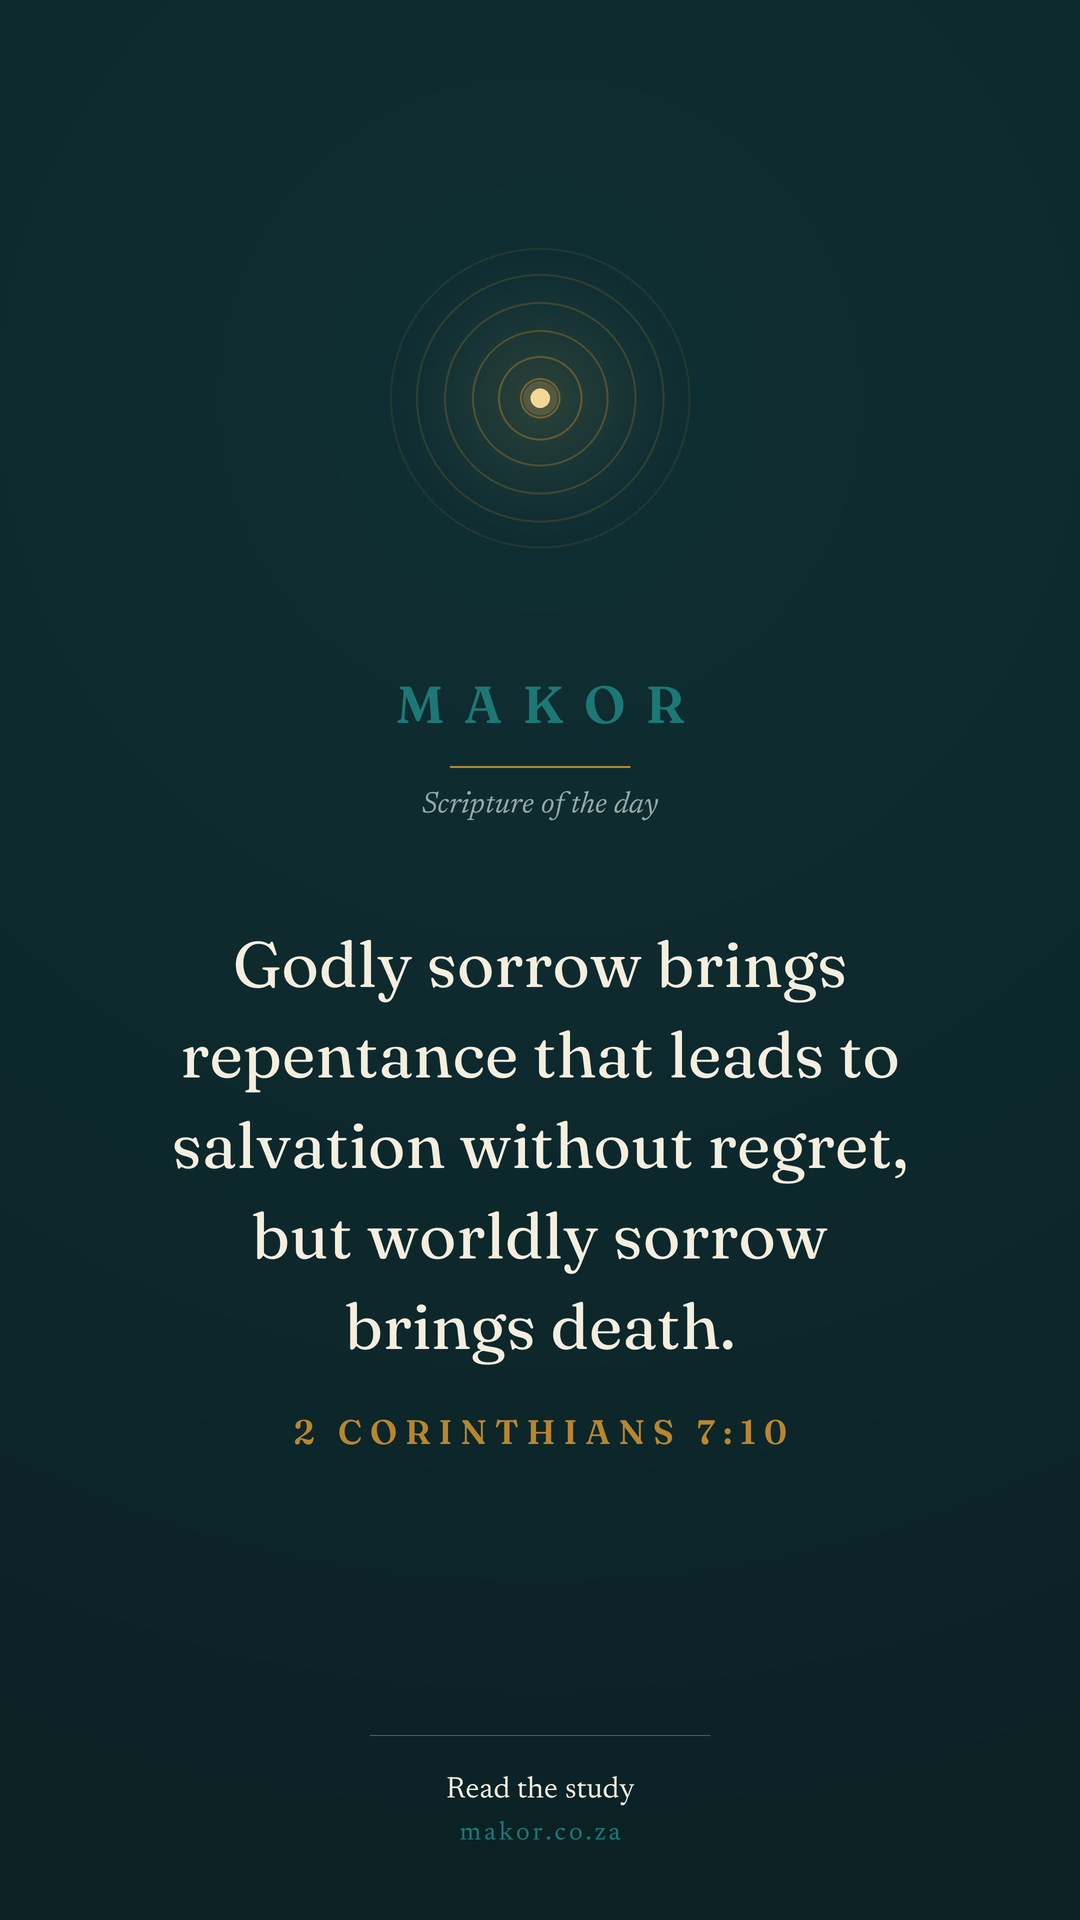 MAKOR
Scripture of the day
Godly sorrow brings
repentance that leads to
salvation without regret,
but worldly sorrow
brings death.
2 CORINTHIANS 7:10
Read the study
makor.co.za